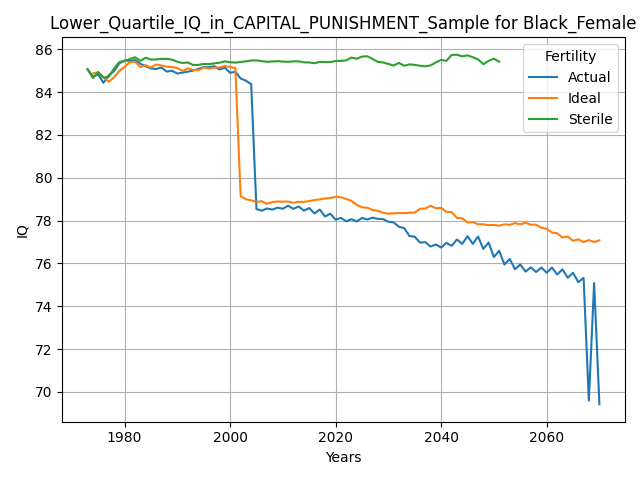 Lower_Quartile_IQ_in_CAPITAL_PUNISHMENT_Sample for Black_Female
Fertility
Actual
Ideal
Sterile
IQ
86
84
82
80
78
76
74
72
70
1980
2000
2020
2040
2060
Years